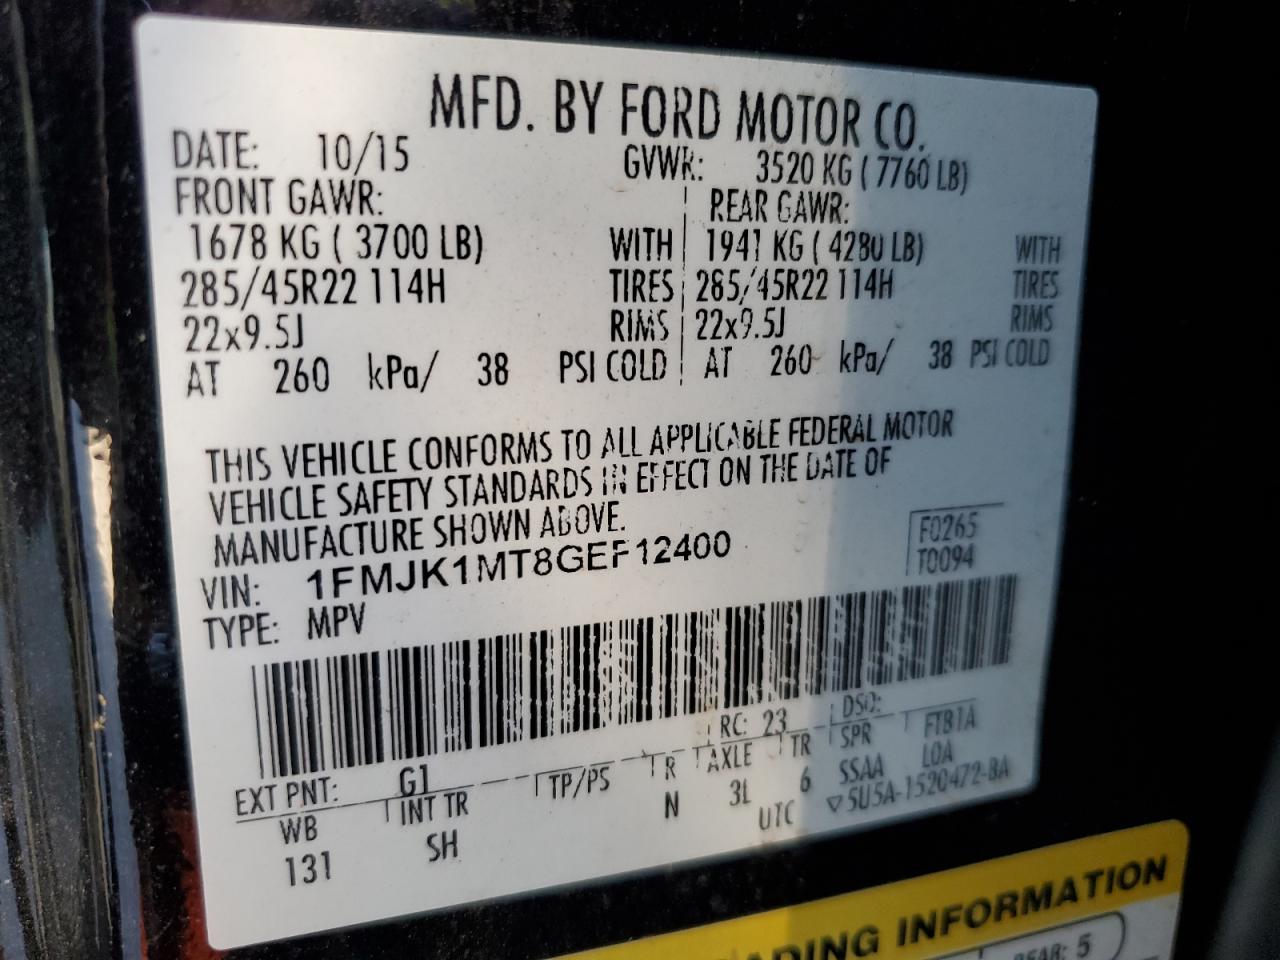 MFD. BY FORD MOTOR CO.
DATE: 10/15 GVWR: 3520 KG ( 7760 LB)
FRONT GAWR: REAR GAWR:
1678 KG ( 3700 LB) WITH 1941 KG ( 4280 LB) WITH
285/45R22 114H TIRES 285/45R22 114H TIRES
22x9.5J RIMS 22x9.5J RIMS
AT 260 kPa/ 38 PSI COLD AT 260 kPa/ 38 PSI COLD
THIS VEHICLE CONFORMS TO ALL APPLICABLE FEDERAL MOTOR
VEHICLE SAFETY STANDARDS IN EFFECT ON THE DATE OF
MANUFACTURE SHOWN ABOVE.
F0265
VIN: 1FMJK1MT8GEF12400
T0094
TYPE: MPV
RC: 23 DSO:
EXT PNT: G1 FTB1A
WB INT TR TP/PS R AXLE TR SPR LOA
131 SH N 3L 6 SSAA
UTC ▽5U5A-1520472-BA
ADING INFORMATION
REAR: 5